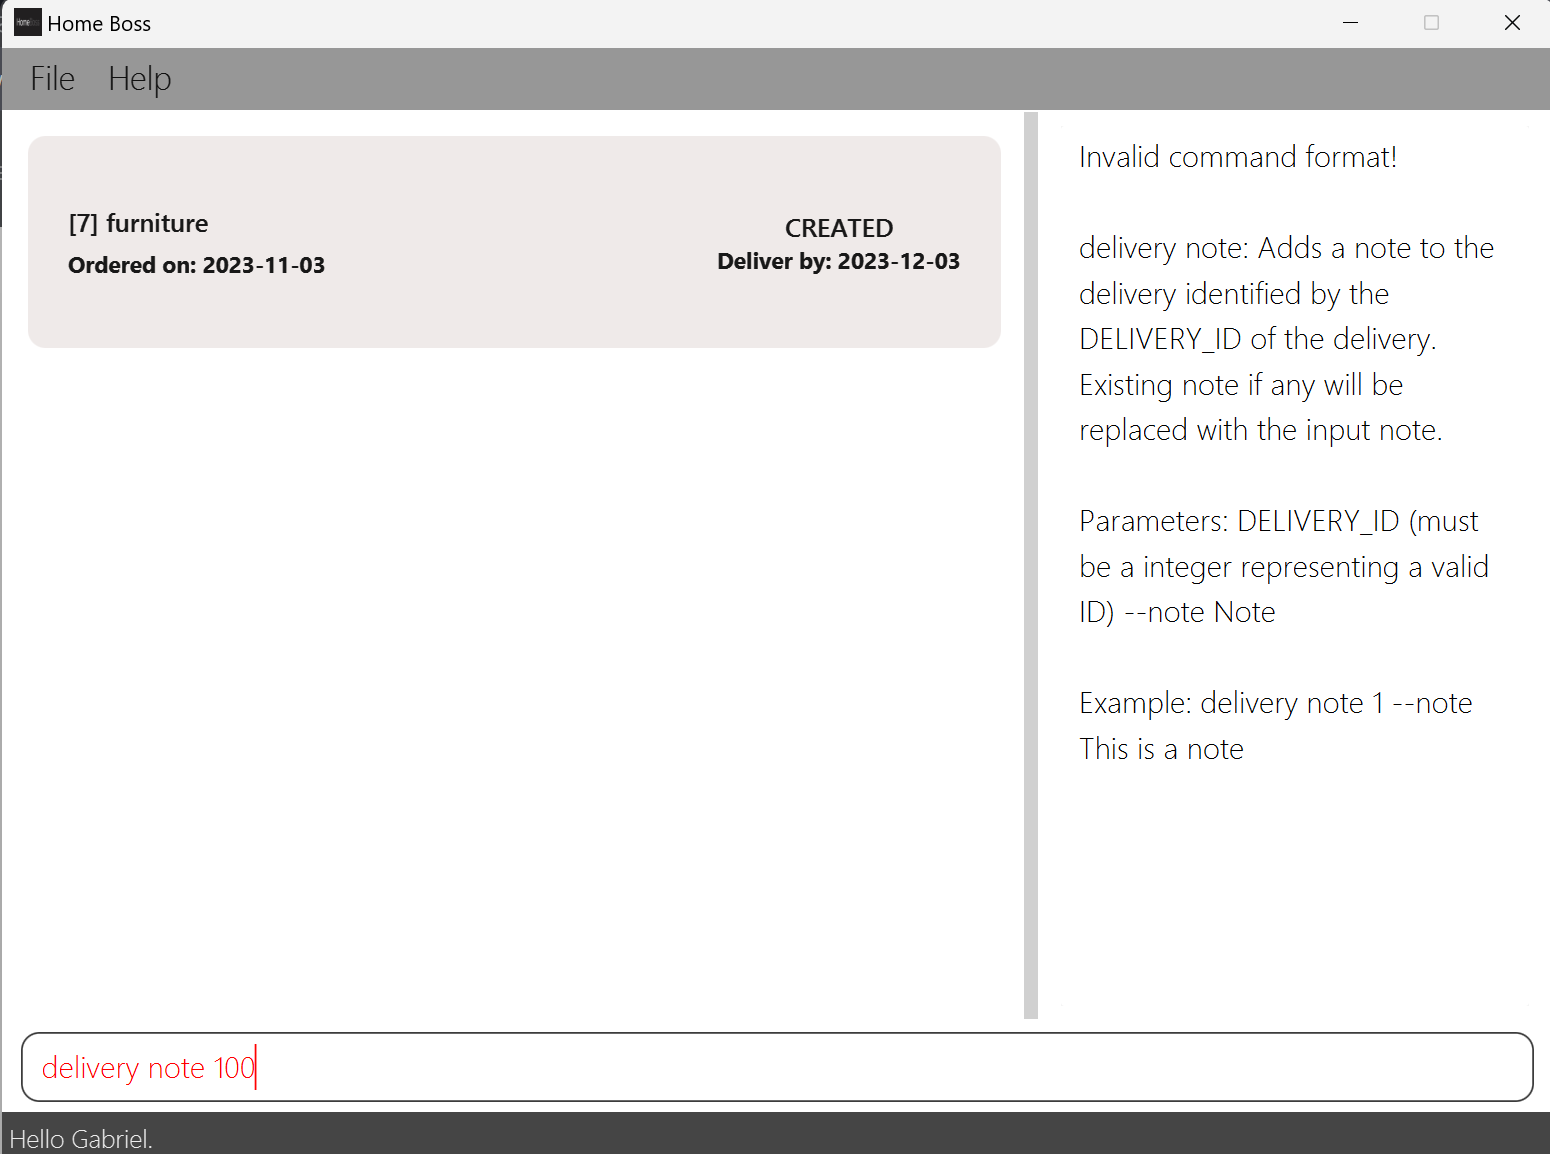 Home Boss
File Help
[7] furniture
Ordered on: 2023-11-03
CREATED
Deliver by: 2023-12-03
Invalid command format!
delivery note: Adds a note to the
delivery identified by the
DELIVERY_ID of the delivery.
Existing note if any will be
replaced with the input note.
Parameters: DELIVERY_ID (must
be a integer representing a valid
ID) --note Note
Example: delivery note 1 --note
This is a note
delivery note 100
Hello Gabriel.